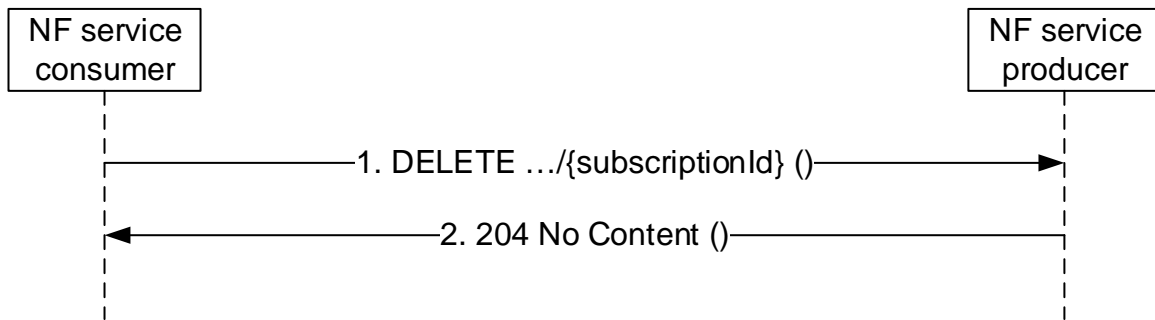 NF service
consumer
NF service
producer
1. DELETE …/{subscriptionId} ()
2. 204 No Content ()